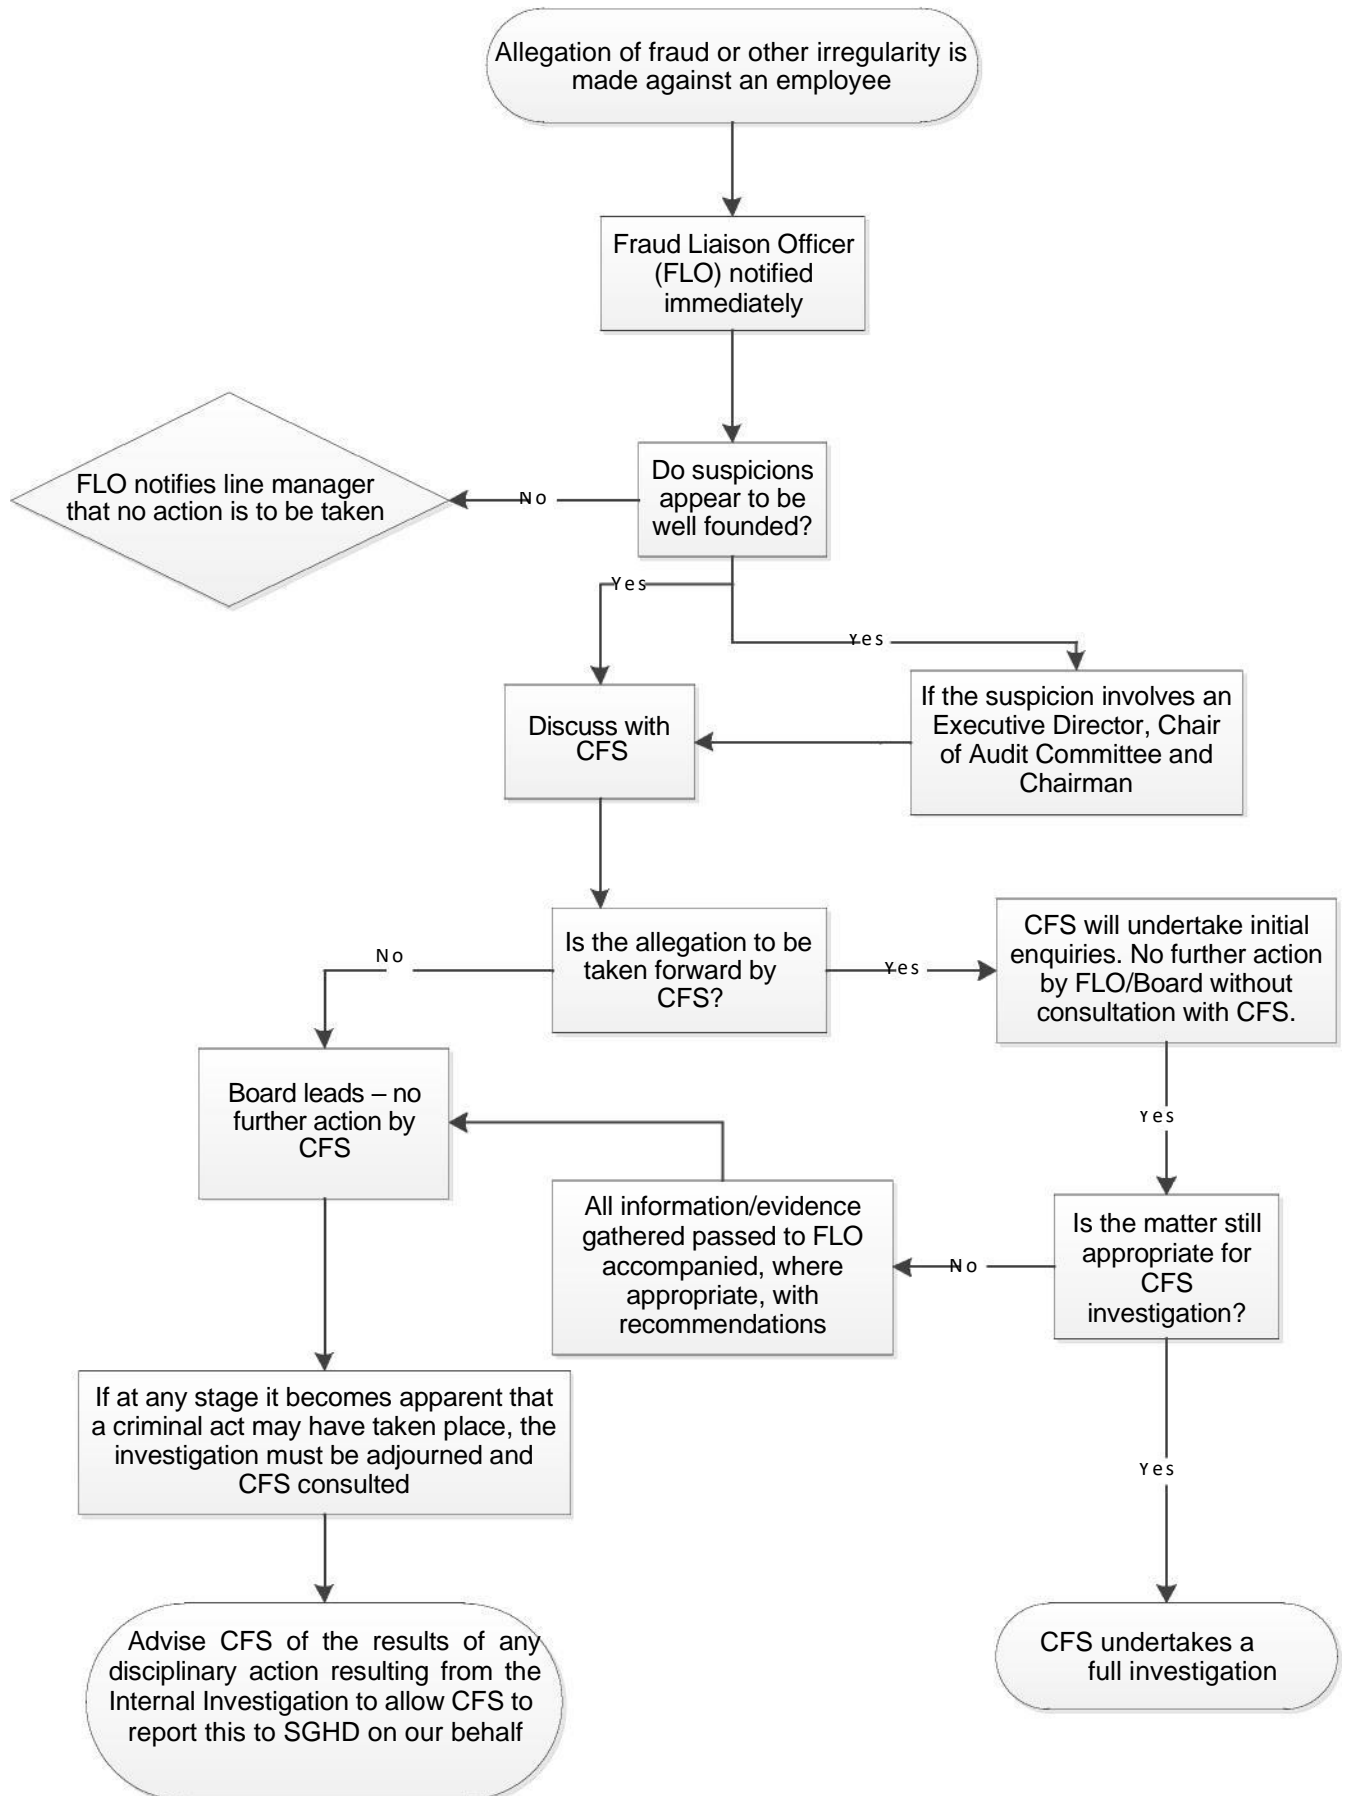 Allegation of fraud or other irregularity is
made against an employee
Fraud Liaison Officer
(FLO) notified
immediately
Do suspicions
appear to be
well founded?
No
FLO notifies line manager
that no action is to be taken
Yes
Yes
If the suspicion involves an
Executive Director, Chair
of Audit Committee and
Chairman
Discuss with
CFS
Is the allegation to be
taken forward by
CFS?
No
Yes
CFS will undertake initial
enquiries. No further action
by FLO/Board without
consultation with CFS.
Board leads – no
further action by
CFS
Yes
All information/evidence
gathered passed to FLO
accompanied, where
appropriate, with
recommendations
No
Is the matter still
appropriate for
CFS
investigation?
If at any stage it becomes apparent that
a criminal act may have taken place, the
investigation must be adjourned and
CFS consulted
Yes
Advise CFS of the results of any
disciplinary action resulting from the
Internal Investigation to allow CFS to
report this to SGHD on our behalf
CFS undertakes a
full investigation